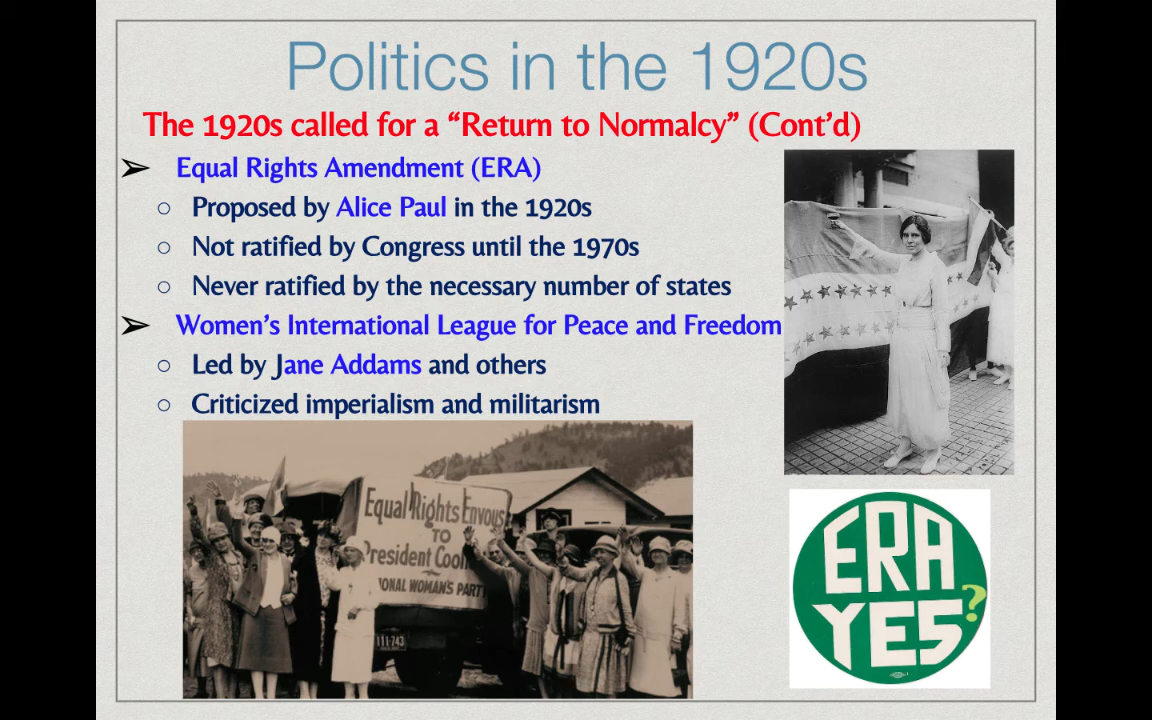 Politics in the 1920s
The 1920s called for a “Return to Normalcy” (Cont’d)
➢ Equal Rights Amendment (ERA)
○ Proposed by Alice Paul in the 1920s
○ Not ratified by Congress until the 1970s
○ Never ratified by the necessary number of states
➢ Women’s International League for Peace and Freedom
○ Led by Jane Addams and others
○ Criticized imperialism and militarism
Equal Rights Envoys
TO
President Cool
IONAL WOMAN'S PART
111-743
ERA
YES?